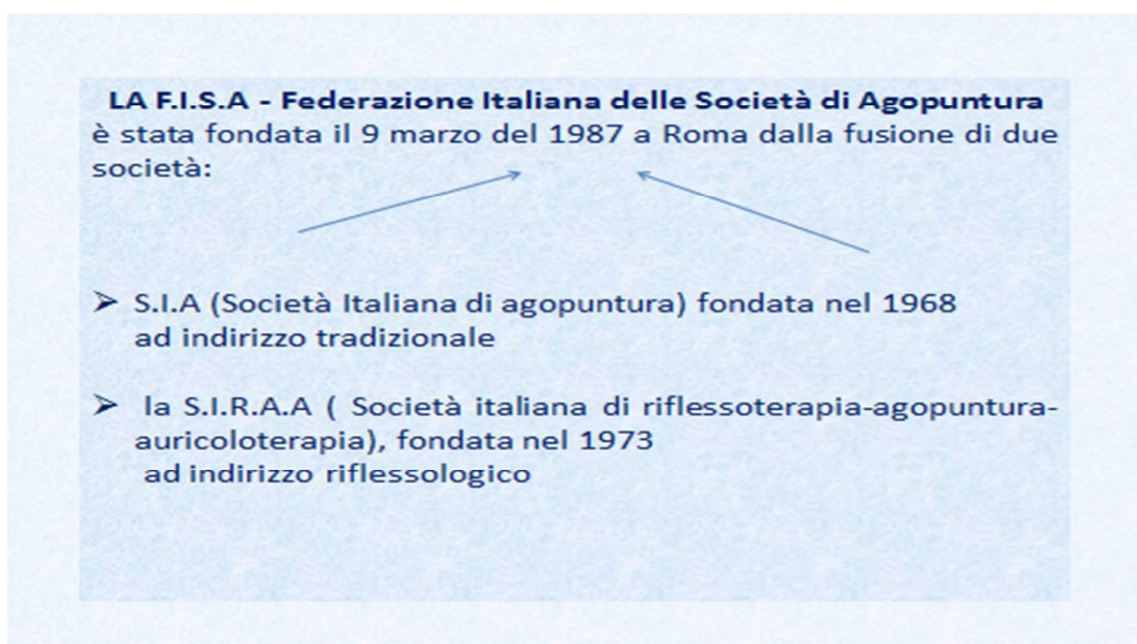 LA F.I.S.A - Federazione Italiana delle Società di Agopuntura
è stata fondata il 9 marzo del 1987 a Roma dalla fusione di due
società:
➢ S.I.A (Società Italiana di agopuntura) fondata nel 1968
ad indirizzo tradizionale
➢ la S.I.R.A.A ( Società italiana di riflessoterapia-agopuntura-
auricoloterapia), fondata nel 1973
ad indirizzo riflessologico